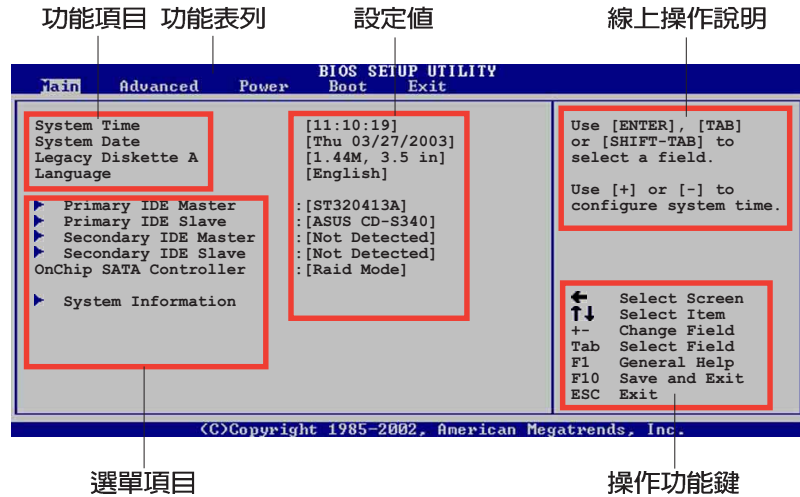 功能項目 功能表列 設定值 線上操作說明
BIOS SETUP UTILITY
Main Advanced Power Boot Exit
System Time [11:10:19]
System Date [Thu 03/27/2003]
Legacy Diskette A [1.44M, 3.5 in]
Language [English]
Primary IDE Master :[ST320413A]
Primary IDE Slave :[ASUS CD-S340]
Secondary IDE Master :[Not Detected]
Secondary IDE Slave :[Not Detected]
OnChip SATA Controller :[Raid Mode]
System Information
Use [ENTER], [TAB]
or [SHIFT-TAB] to
select a field.
Use [+] or [-] to
configure system time.
← Select Screen
↑↓ Select Item
+- Change Field
Tab Select Field
F1 General Help
F10 Save and Exit
ESC Exit
(C)Copyright 1985-2002, American Megatrends, Inc.
選單項目 操作功能鍵